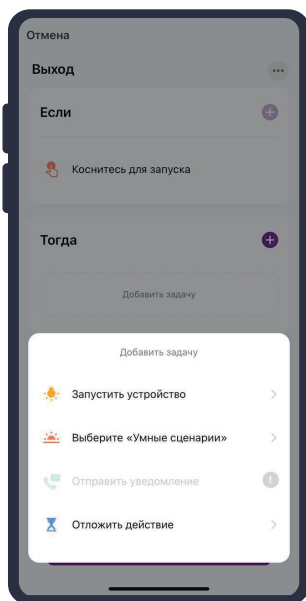 Отмена
Выход
Если
Коснитесь для запуска
Тогда
Добавить задачу
Добавить задачу
Запустить устройство
Выберите «Умные сценарии»
Отправить уведомление
Отложить действие